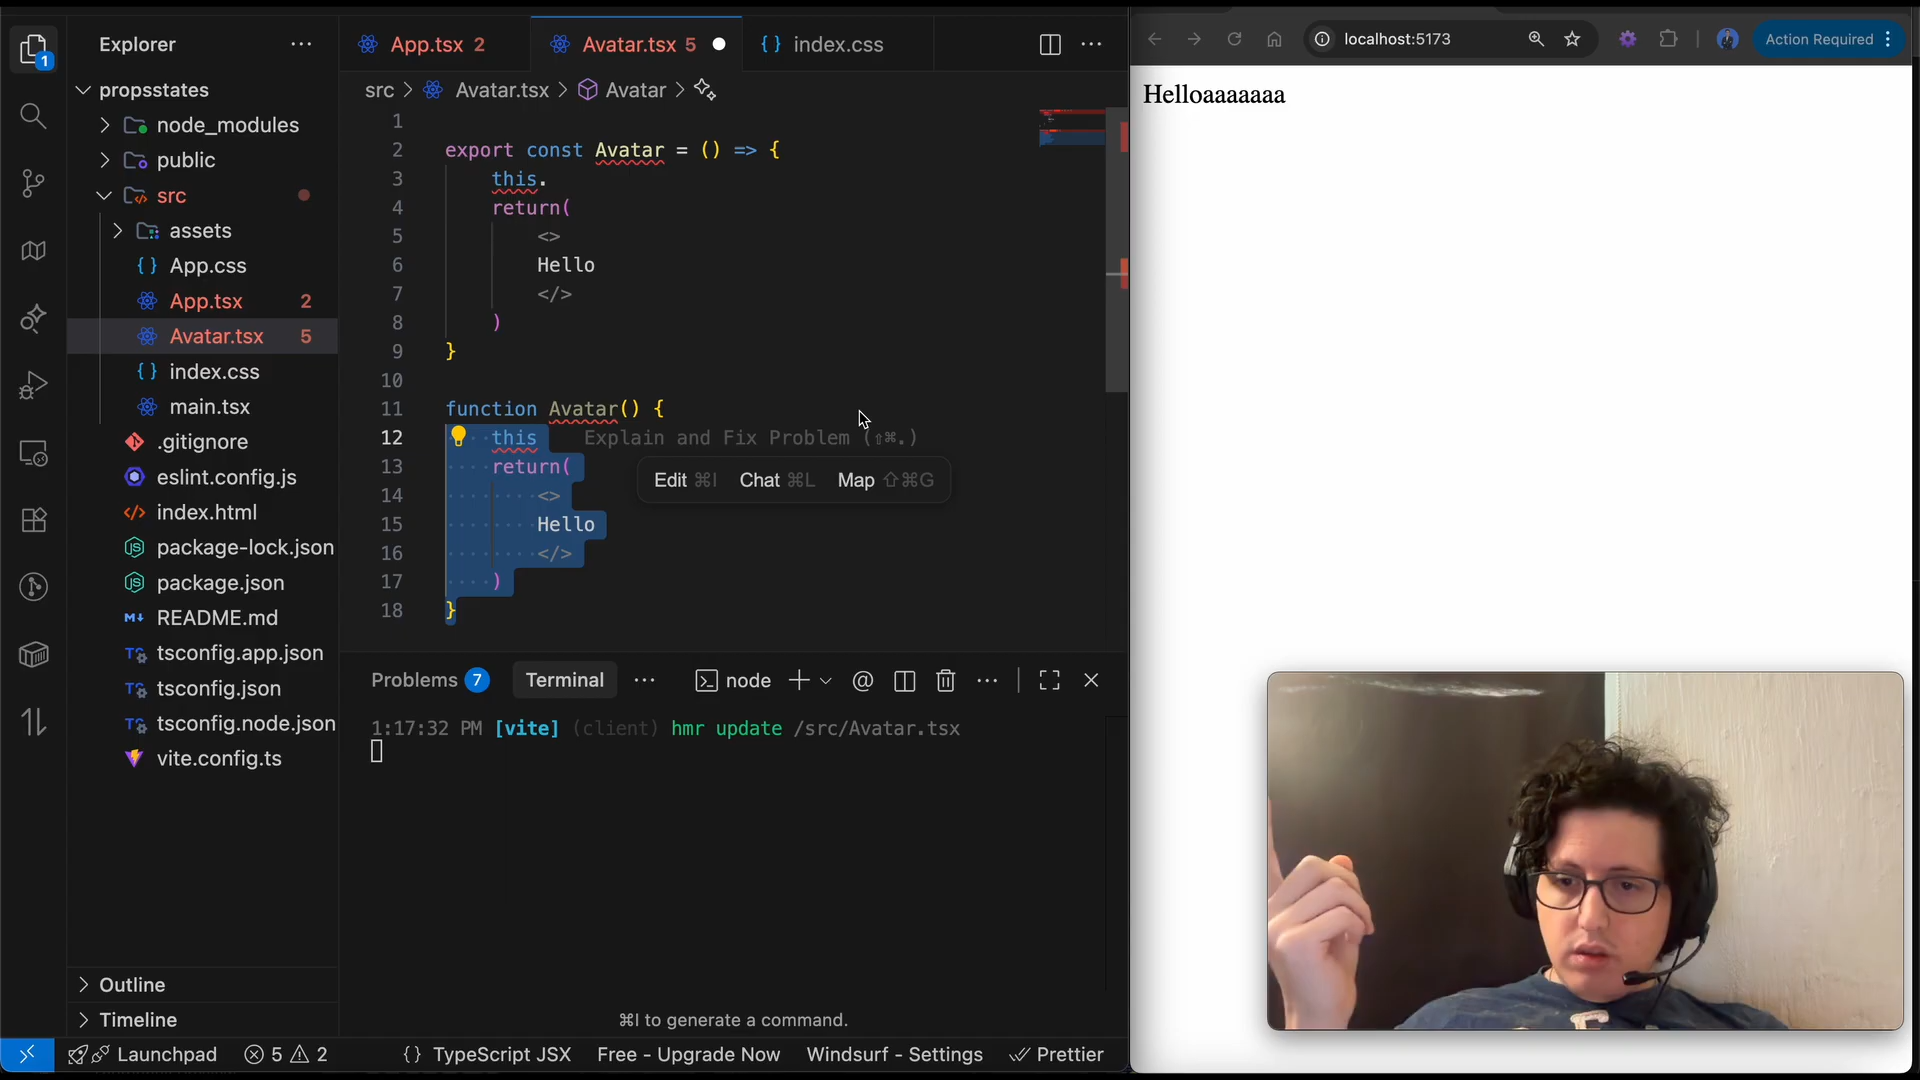 Explorer
propsstates
node_modules
public
src
assets
App.css
App.tsx 2
Avatar.tsx 5
index.css
main.tsx
.gitignore
eslint.config.js
index.html
package-lock.json
package.json
README.md
tsconfig.app.json
tsconfig.json
tsconfig.node.json
vite.config.ts
Outline
Timeline
App.tsx 2
Avatar.tsx 5
index.css
src > Avatar.tsx > Avatar >
1
2 export const Avatar = () => {
3 this.
4 return(
5 <>
6 Hello
7 </>
8 )
9 }
10
11 function Avatar() {
12 this Explain and Fix Problem (⇧⌘.)
13 return(
Edit ⌘I Chat ⌘L Map ⇧⌘G
14 <>
15 Hello
16 </>
17 )
18 }
Problems 7 Terminal node
1:17:32 PM [vite] (client) hmr update /src/Avatar.tsx
⌘I to generate a command.
Launchpad 5 2 {} TypeScript JSX Free - Upgrade Now Windsurf - Settings Prettier
localhost:5173
Action Required
Helloaaaaaaa
1